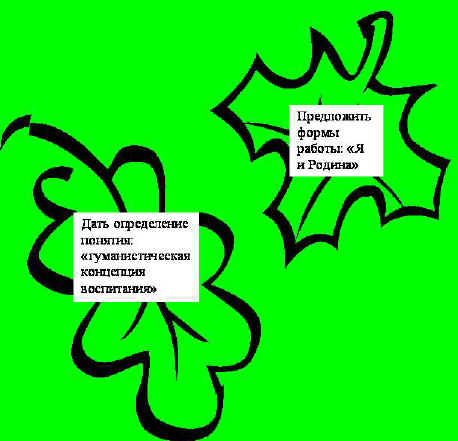 Предложить
формы
работы: «Я
и Родина»
Дать определение
понятия:
«гуманистическая
концепция
воспитания»